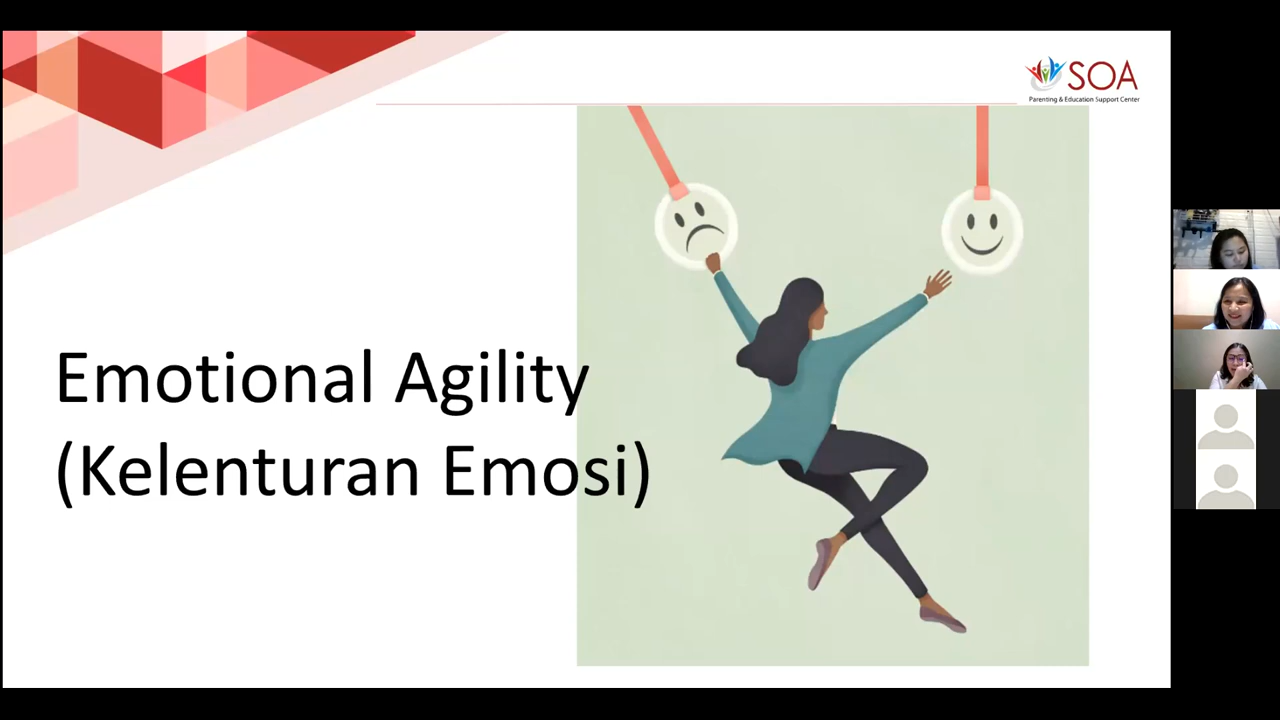 SOA
Parenting & Education Support Center
Emotional Agility
(Kelenturan Emosi)